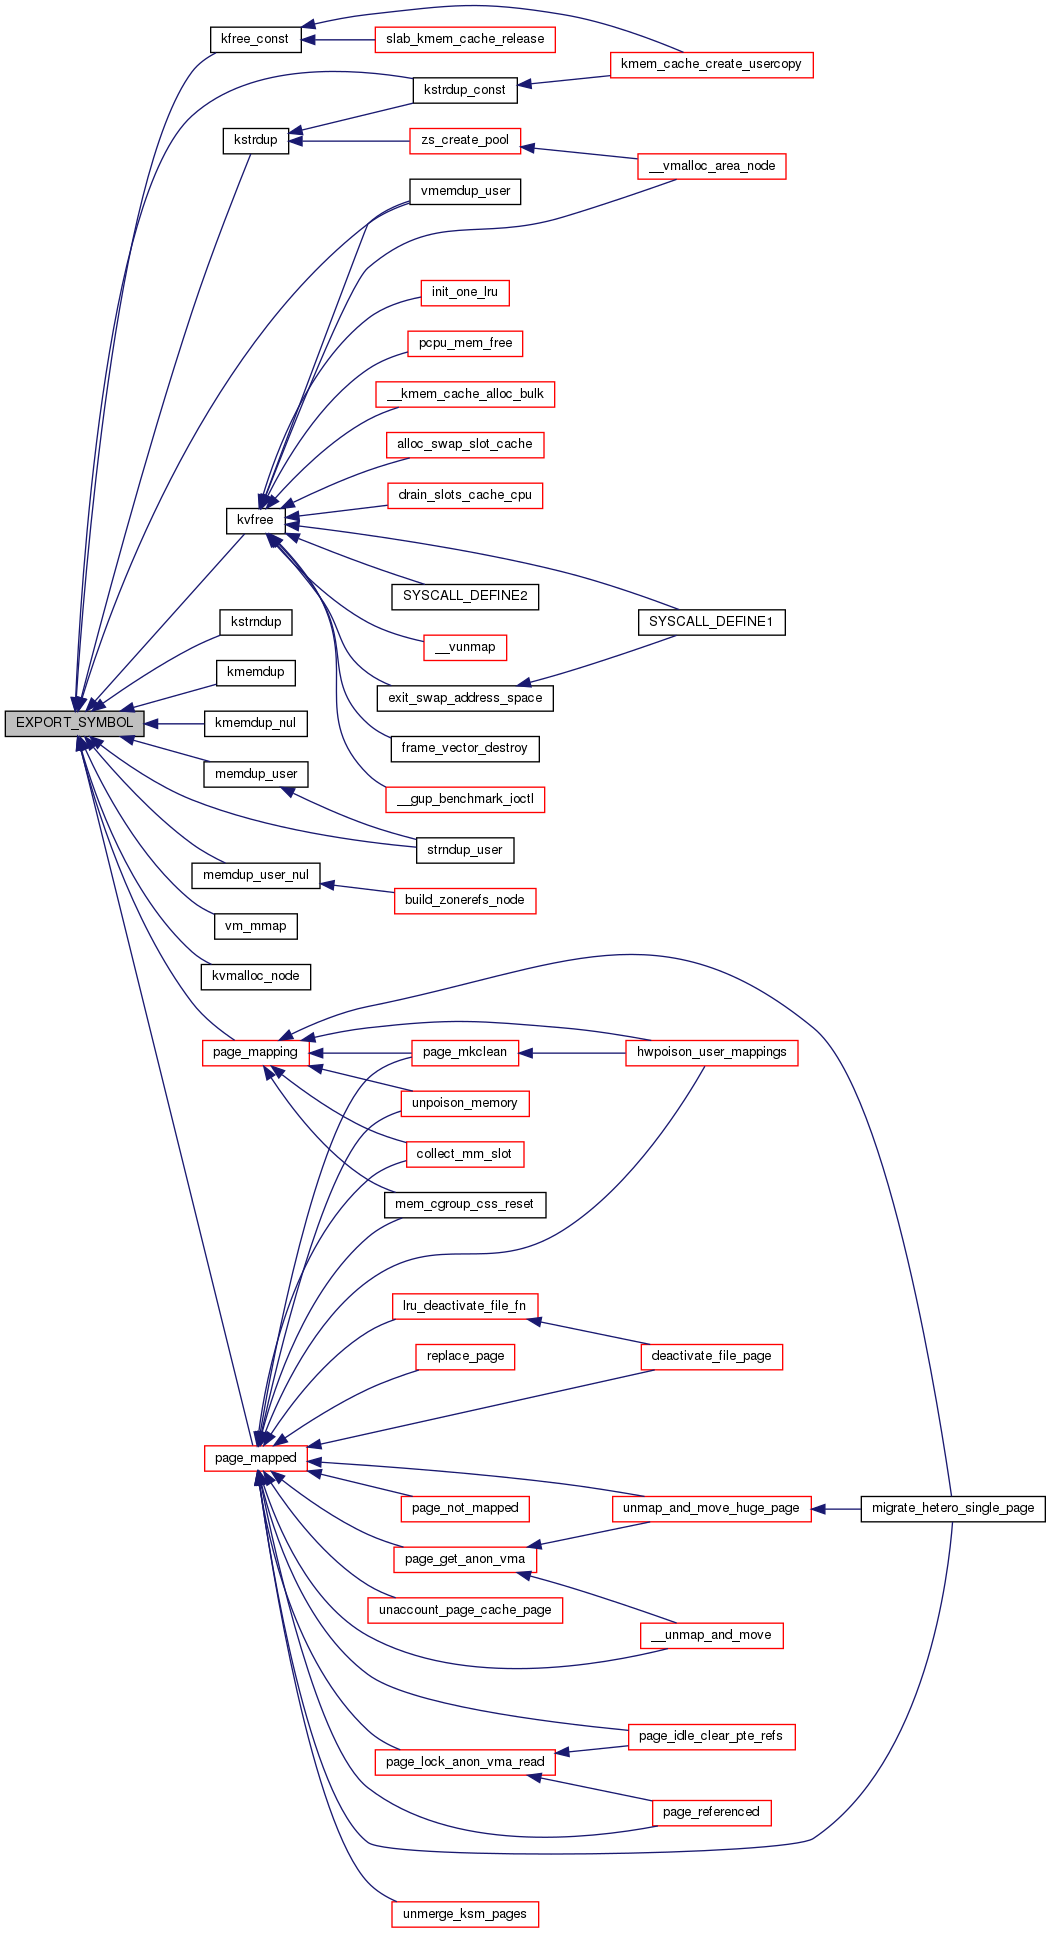 kfree_const
slab_kmem_cache_release
kmem_cache_create_usercopy
kstrdup_const
kstrdup
zs_create_pool
__vmalloc_area_node
vmemdup_user
init_one_lru
pcpu_mem_free
__kmem_cache_alloc_bulk
alloc_swap_slot_cache
drain_slots_cache_cpu
kvfree
SYSCALL_DEFINE2
SYSCALL_DEFINE1
kstrndup
__vunmap
kmemdup
exit_swap_address_space
EXPORT_SYMBOL
kmemdup_nul
frame_vector_destroy
memdup_user
__gup_benchmark_ioctl
strndup_user
memdup_user_nul
build_zonerefs_node
vm_mmap
kvmalloc_node
page_mapping
page_mkclean
hwpoison_user_mappings
unpoison_memory
collect_mm_slot
mem_cgroup_css_reset
lru_deactivate_file_fn
replace_page
deactivate_file_page
page_mapped
page_not_mapped
unmap_and_move_huge_page
migrate_hetero_single_page
page_get_anon_vma
unaccount_page_cache_page
__unmap_and_move
page_idle_clear_pte_refs
page_lock_anon_vma_read
page_referenced
unmerge_ksm_pages